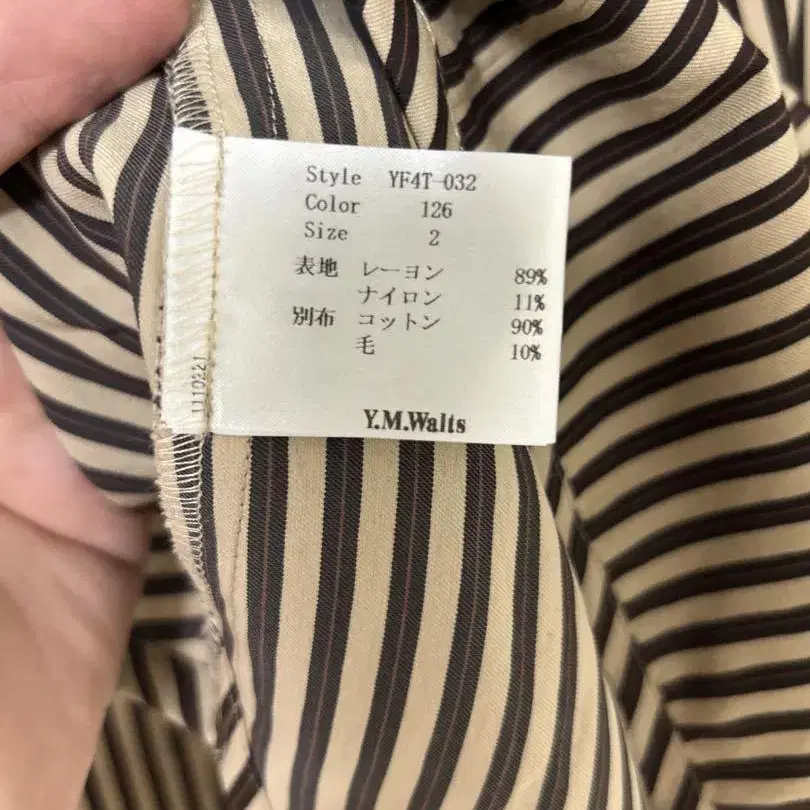 Style YF4T-032
Color 126
Size 2
表地 レーヨン 89%
ナイロン 11%
別布 コットン 90%
毛 10%
Y.M.Walts
1110221